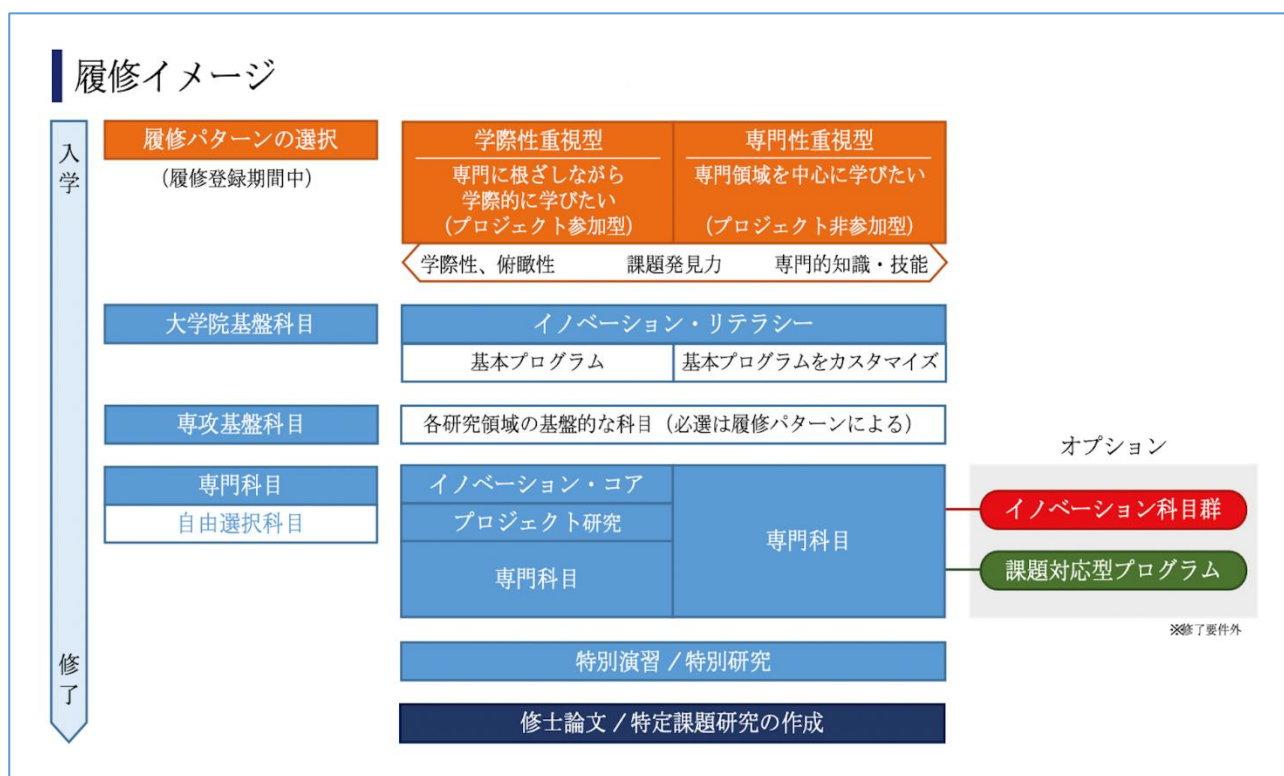 履修イメージ
入学
履修パターンの選択
(履修登録期間中)
学際性重視型
専門に根ざしながら
学際的に学びたい
(プロジェクト参加型)
専門性重視型
専門領域を中心に学びたい
(プロジェクト非参加型)
学際性、俯瞰性
課題発見力
専門的知識・技能
大学院基盤科目
イノベーション・リテラシー
基本プログラム
基本プログラムをカスタマイズ
専攻基盤科目
各研究領域の基盤的な科目（必選は履修パターンによる）
専門科目
自由選択科目
イノベーション・コア
プロジェクト研究
専門科目
専門科目
オプション
イノベーション科目群
課題対応型プログラム
※修了要件外
特別演習 / 特別研究
修士論文 / 特定課題研究の作成
修了